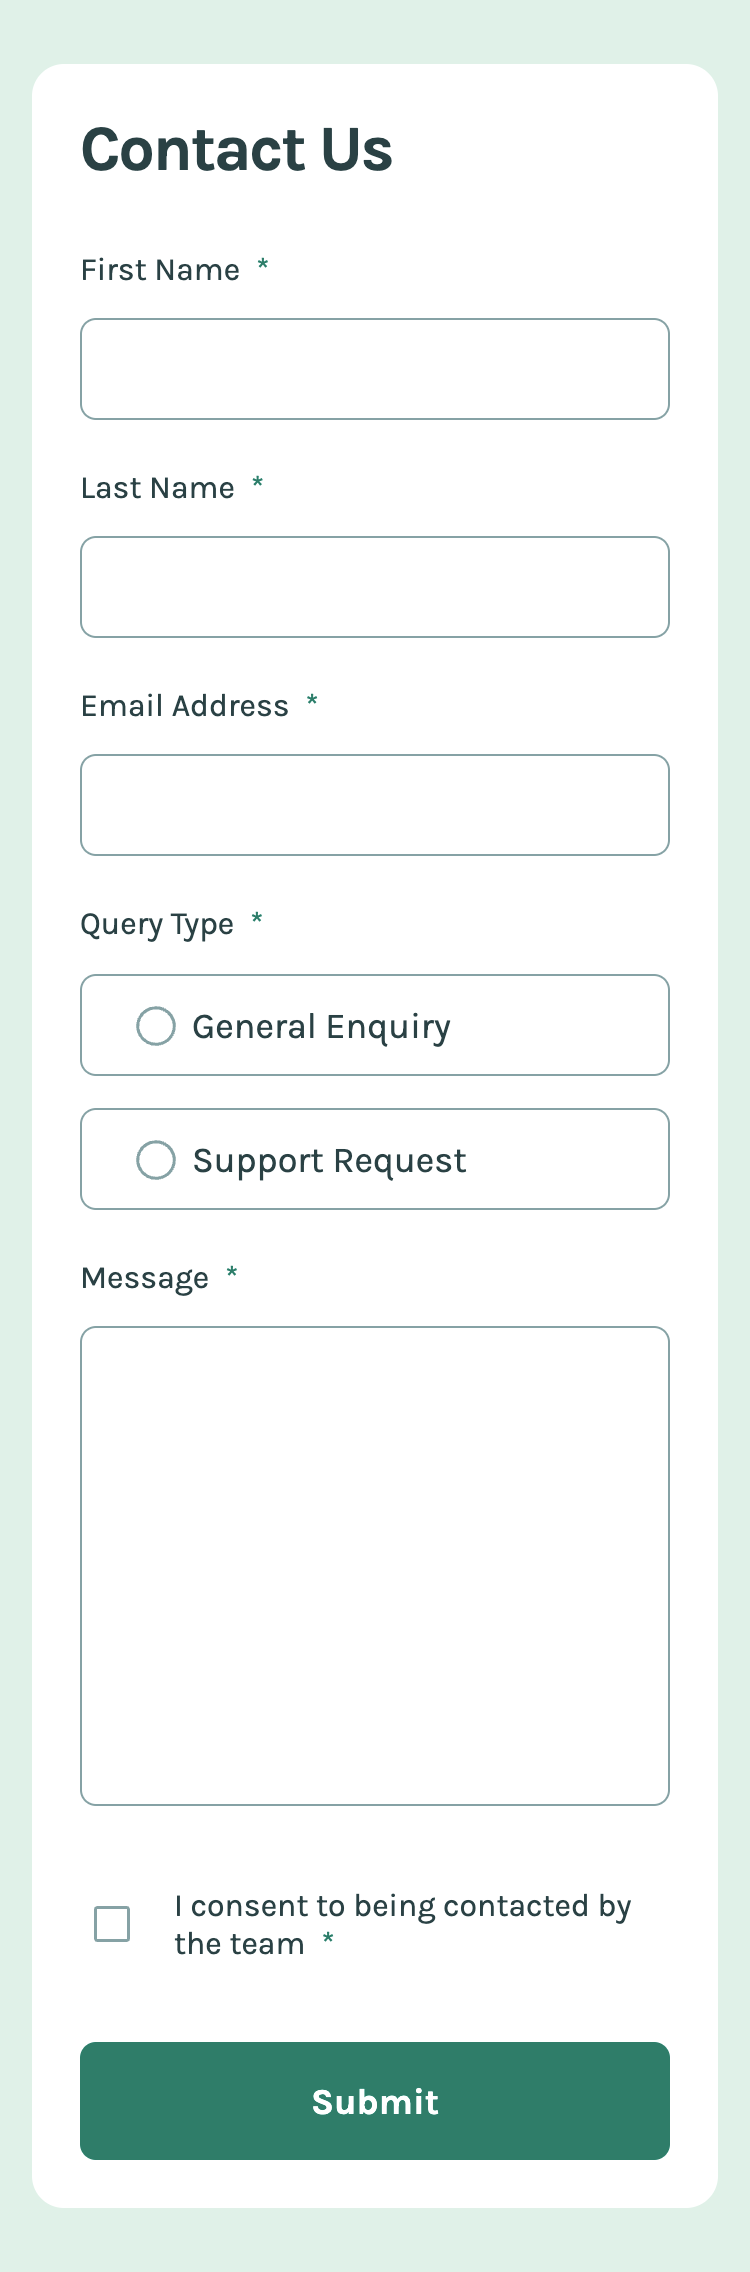 Contact Us
First Name *
Last Name *
Email Address *
Query Type *
General Enquiry
Support Request
Message *
I consent to being contacted by
the team *
Submit